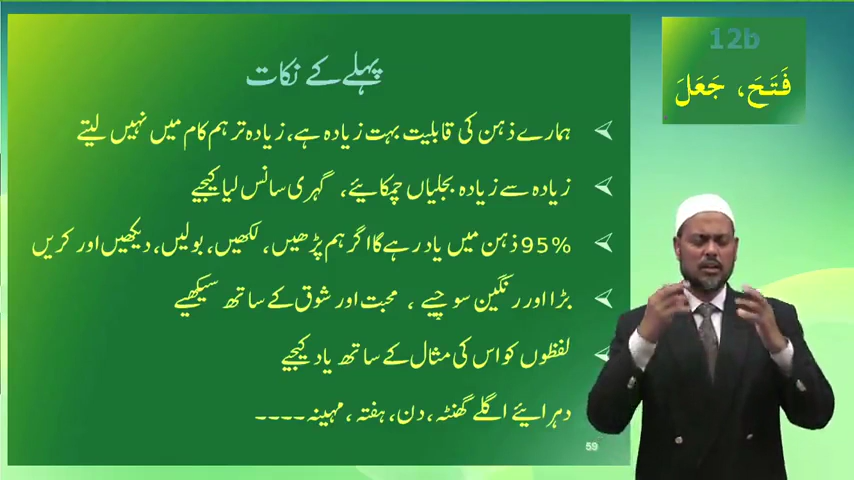 12b
فَتَحَ، جَعَلَ
پہلے کے نکات
ہمارے ذہن کی قابلیت بہت زیادہ ہے، زیادہ تر ہم کام میں نہیں لیتے
زیادہ سے زیادہ بجلیاں چمکایئے، گہری سانس لیا کیجیے
95% ذہن میں یاد رہے گا اگر ہم پڑھیں، لکھیں، بولیں، دیکھیں اور کریں
بڑا اور رنگین سوچیے ، محبت اور شوق کے ساتھ سیکھیے
لفظوں کو اس کی مثال کے ساتھ یاد کیجیے
دہرایئے اگلے گھنٹہ، دن، ہفتہ، مہینہ۔۔۔۔
59